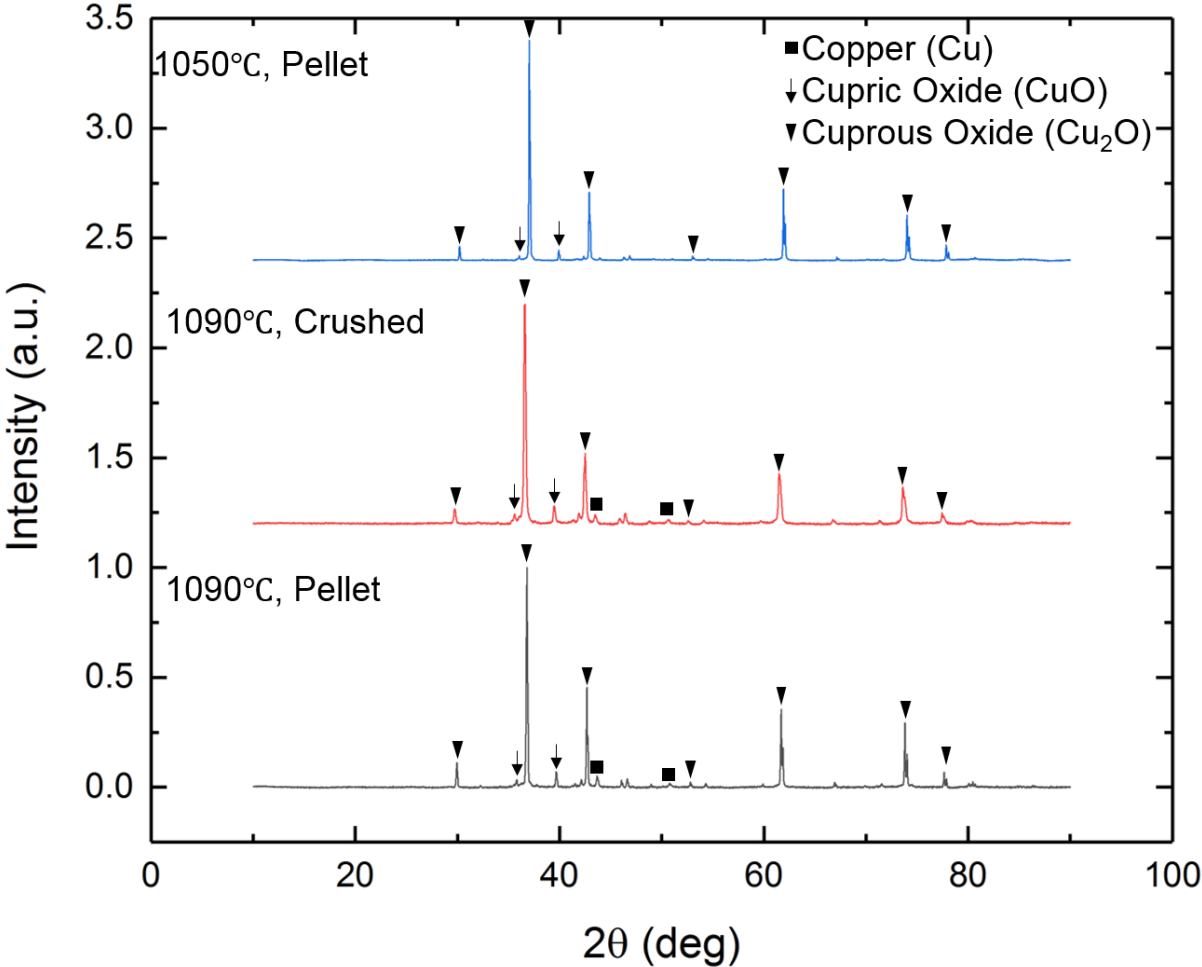 3.5
3.0
2.5
2.0
1.5
1.0
0.5
0.0
Intensity (a.u.)
1050℃, Pellet
Copper (Cu)
Cupric Oxide (CuO)
Cuprous Oxide (Cu₂O)
1090℃, Crushed
1090℃, Pellet
0 20 40 60 80 100
2θ (deg)